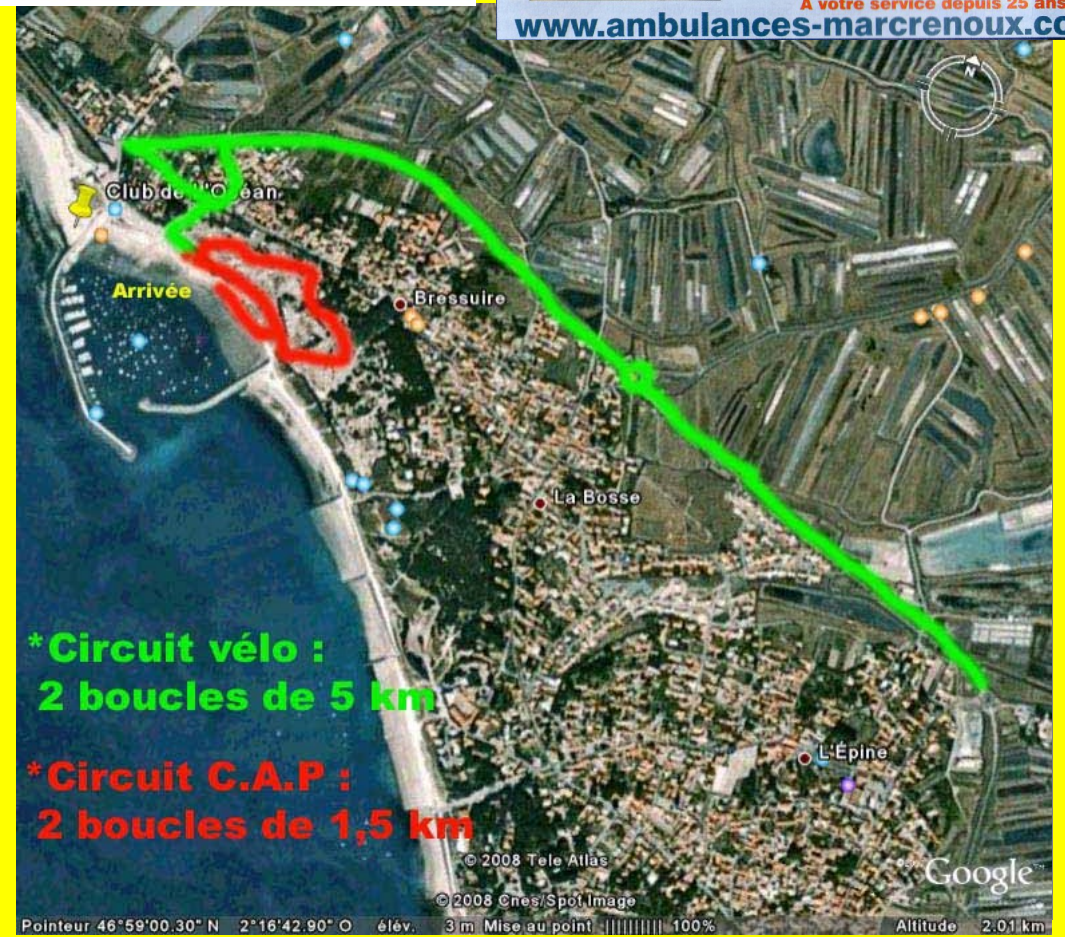 A votre service depuis 25 ans
www.ambulances-marcrenoux.co
N
Club de l'Océan
Arrivée
Bressuire
La Bosse
*Circuit vélo :
2 boucles de 5 km
L'Épine
*Circuit C.A.P :
2 boucles de 1,5 km
© 2008 Tele Atlas
Google
© 2008 Cnes/Spot Image
Pointeur 46°59'00.30" N 2°16'42.90" O élév. 3 m Mise au point |||||||||| 100% Altitude 2.01 km